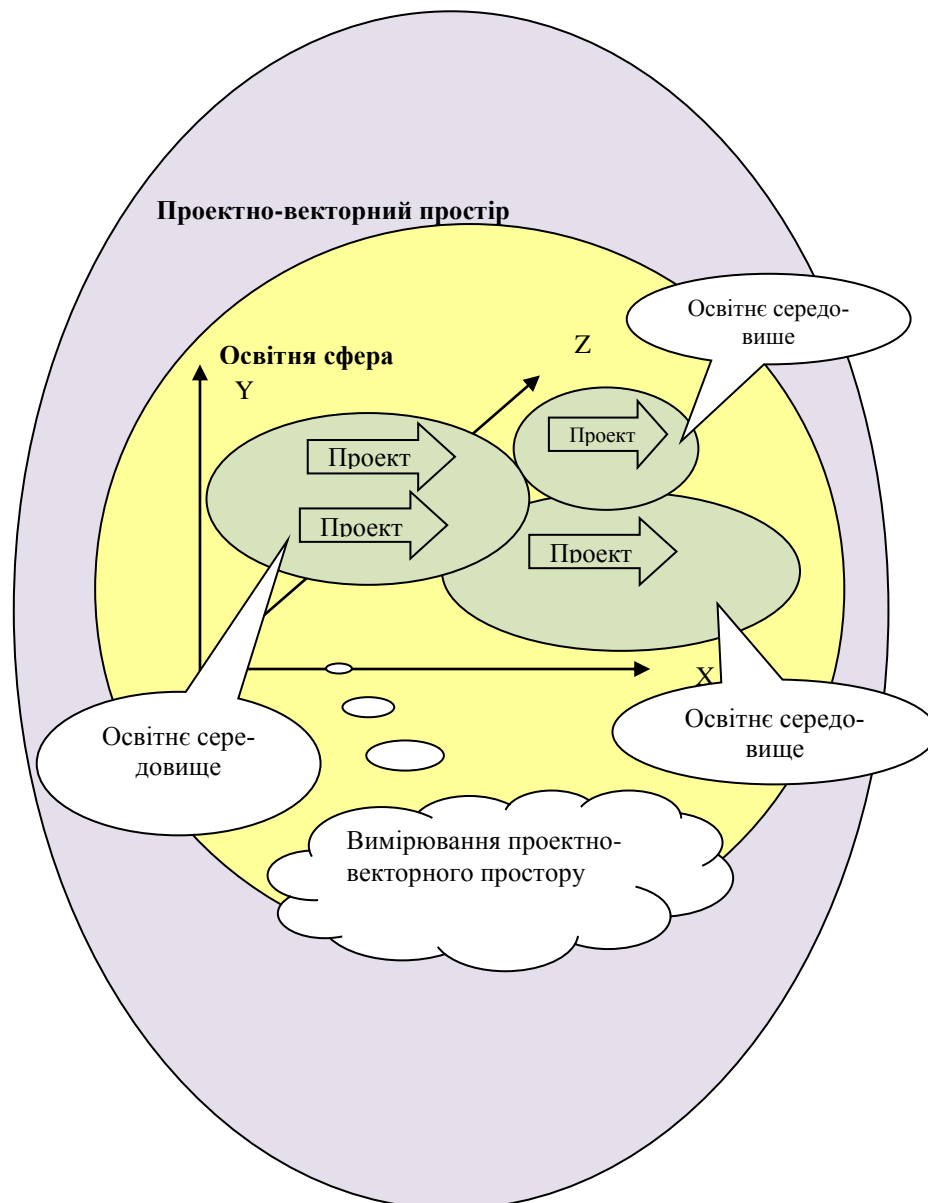 Проектно-векторний простір
Освітнє середо-
више
Z
Освітня сфера
Y
Проект
Проект
Проект
Проект
X
Освітнє сере-
довище
Освітнє середо-
вище
Вимірювання проектно-
векторного простору